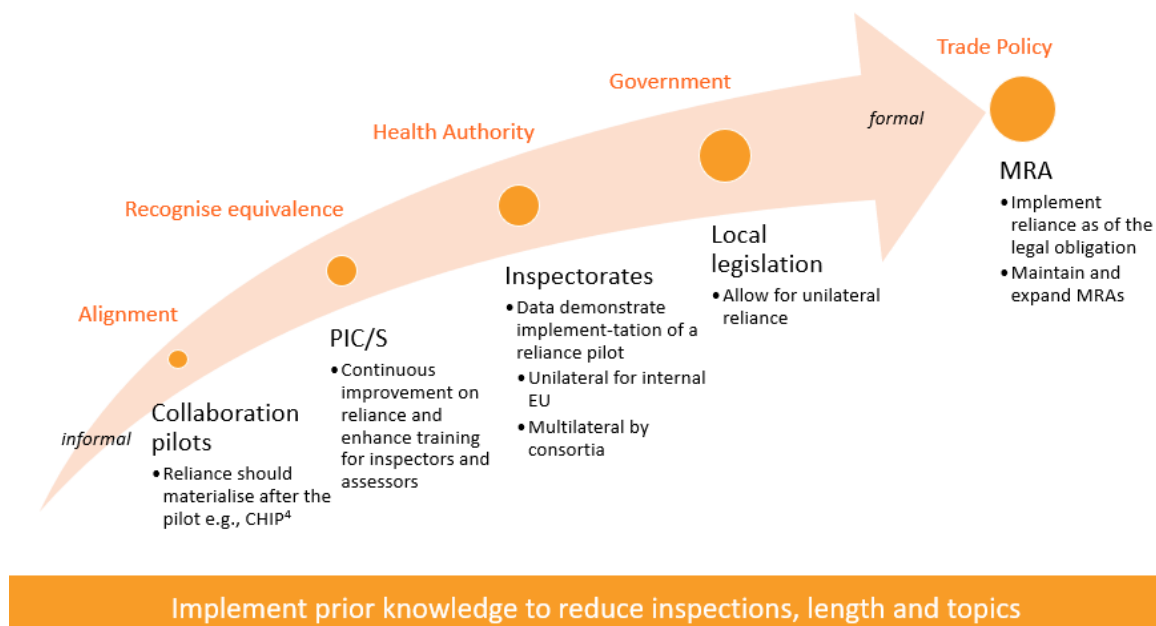 Trade Policy
Government
formal
Health Authority
MRA
•Implement
reliance as of the
legal obligation
•Maintain and
expand MRAs
Recognise equivalence
Local
legislation
•Allow for unilateral
reliance
Inspectorates
•Data demonstrate
implement-tation of a
reliance pilot
•Unilateral for internal
EU
•Multilateral by
consortia
Alignment
PIC/S
•Continuous
improvement on
reliance and
enhance training
for inspectors and
assessors
informal
Collaboration
pilots
•Reliance should
materialise after the
pilot e.g., CHIP⁴
Implement prior knowledge to reduce inspections, length and topics